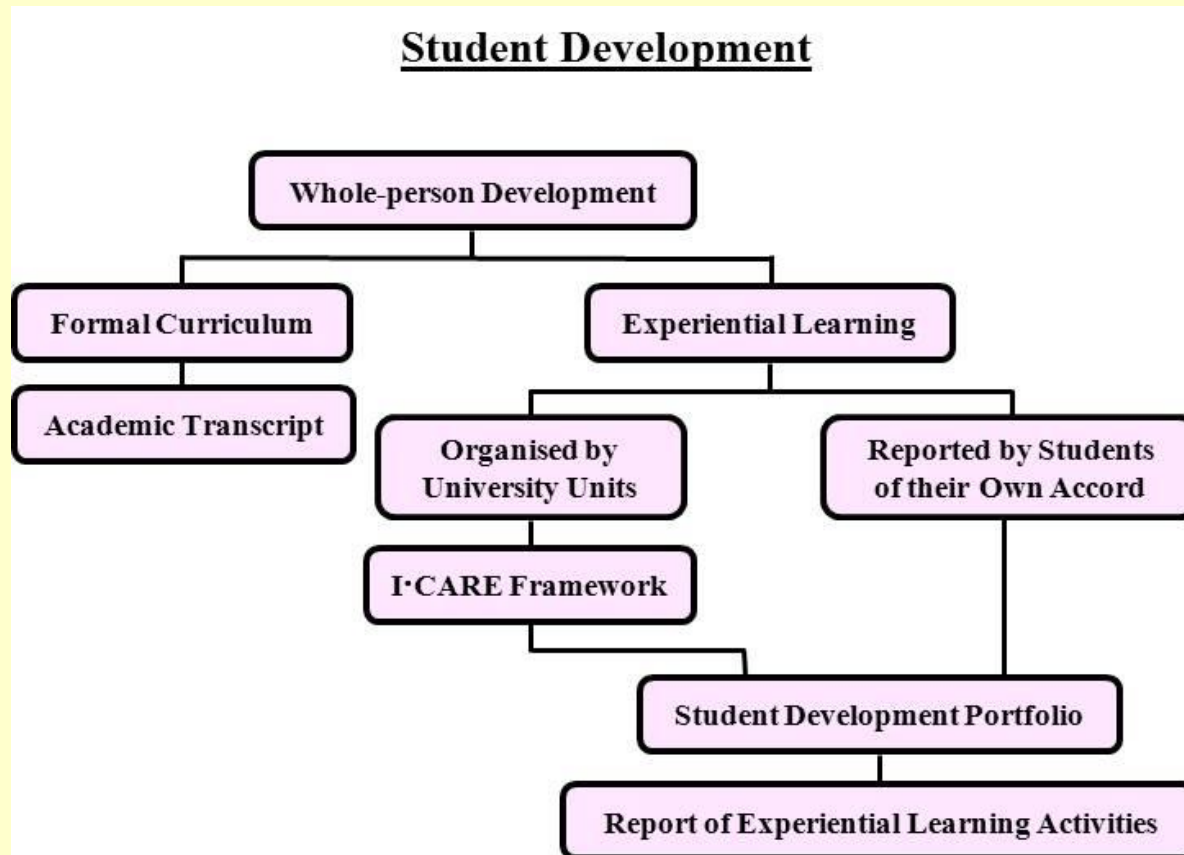 Student Development
Whole-person Development
Formal Curriculum
Experiential Learning
Academic Transcript
Organised by
University Units
Reported by Students
of their Own Accord
I·CARE Framework
Student Development Portfolio
Report of Experiential Learning Activities